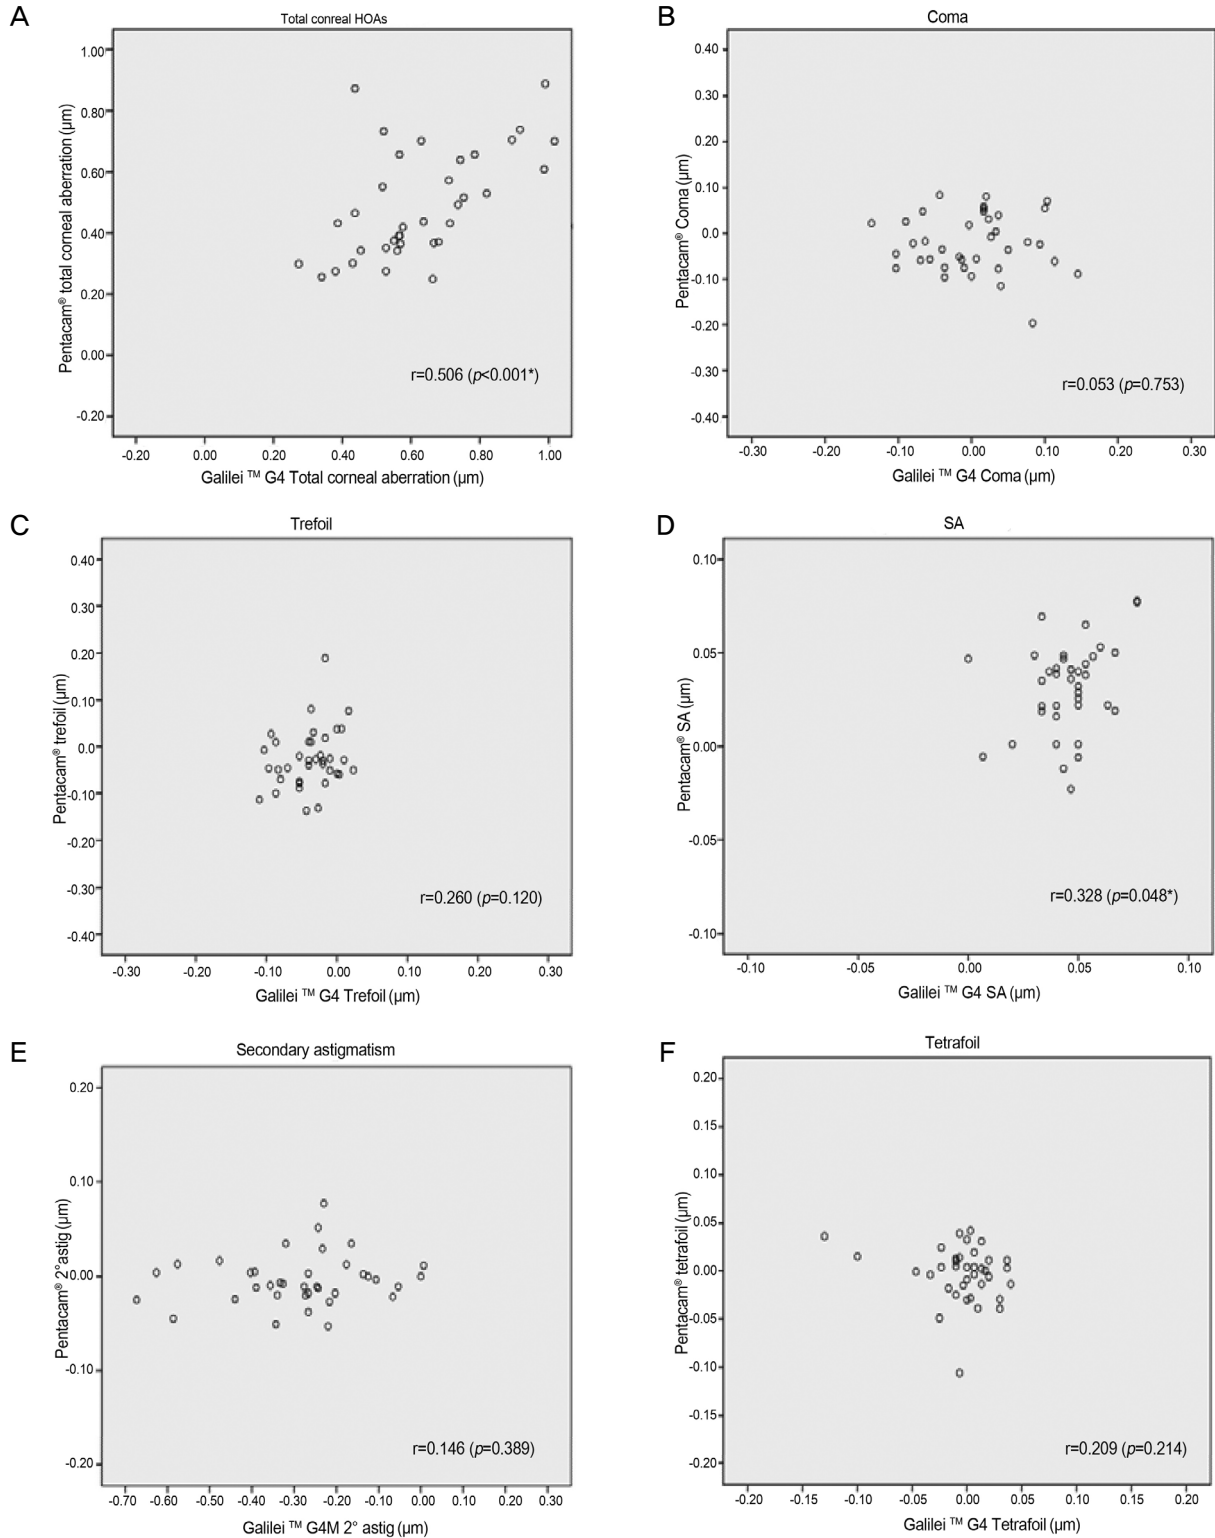 A
Total conreal HOAs
Pentacam® total corneal aberration (µm)
1.00
0.80
0.60
0.40
0.20
0.00
-0.20
r=0.506 (p<0.001*)
-0.20 0.00 0.20 0.40 0.60 0.80 1.00
Galilei ™ G4 Total corneal aberration (µm)
B
Coma
Pentacam® Coma (µm)
0.40
0.30
0.20
0.10
0.0
-0.10
-0.20
-0.30
-0.40
r=0.053 (p=0.753)
-0.30 -0.20 -0.10 0.00 0.10 0.20 0.30
Galilei ™ G4 Coma (µm)
C
Trefoil
Pentacam® trefoil (µm)
0.40
0.30
0.20
0.10
0.0
-0.10
-0.20
-0.30
-0.40
r=0.260 (p=0.120)
-0.30 -0.20 -0.10 0.00 0.10 0.20 0.30
Galilei ™ G4 Trefoil (µm)
D
SA
Pentacam® SA (µm)
0.10
0.05
0.00
-0.05
-0.10
r=0.328 (p=0.048*)
-0.10 -0.05 0.00 0.05 0.10
Galilei ™ G4 SA (µm)
E
Secondary astigmatism
Pentacam® 2°astig (µm)
0.20
0.10
0.00
-0.10
-0.20
r=0.146 (p=0.389)
-0.70 -0.60 -0.50 -0.40 -0.30 -0.20 -0.10 0.00 0.10 0.30
Galilei ™ G4M 2° astig (µm)
F
Tetrafoil
Pentacam® tetrafoil (µm)
0.20
0.15
0.10
0.05
0.00
-0.05
-0.10
-0.15
-0.20
r=0.209 (p=0.214)
-0.20 -0.15 -0.10 -0.05 0.00 0.05 0.10 0.15 0.20
Galilei ™ G4 Tetrafoil (µm)